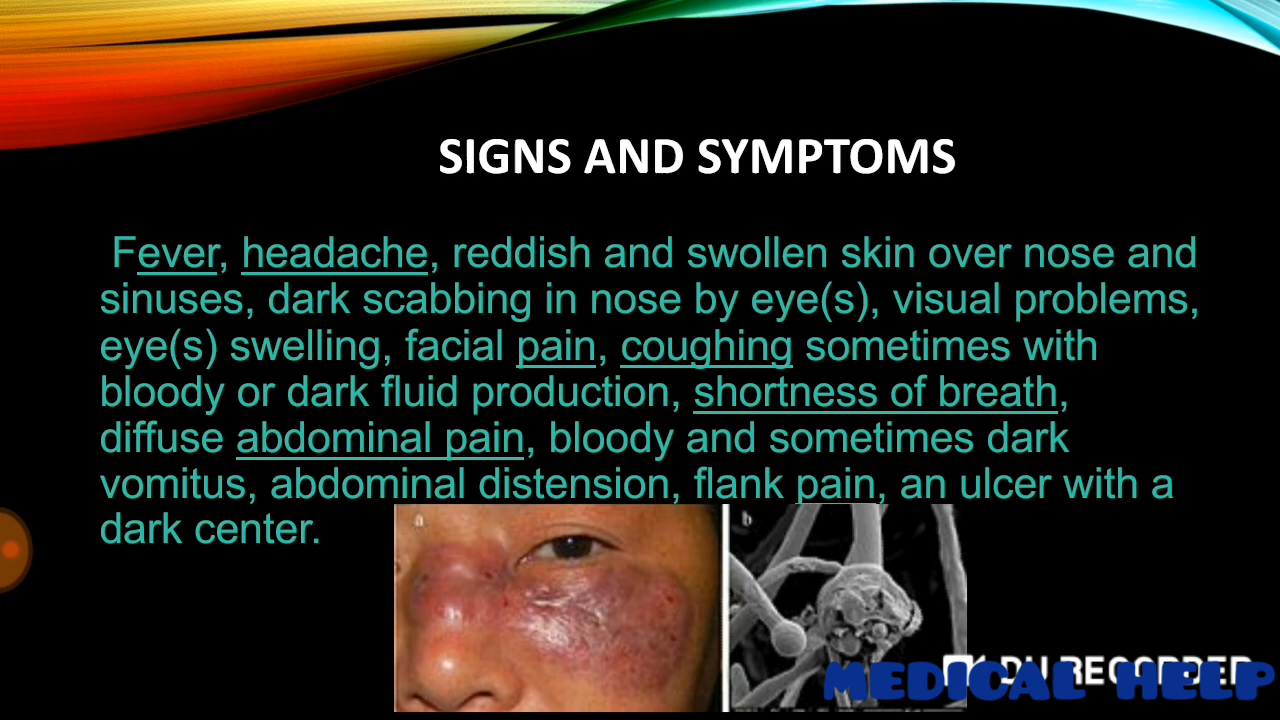 SIGNS AND SYMPTOMS
Fever, headache, reddish and swollen skin over nose and
sinuses, dark scabbing in nose by eye(s), visual problems,
eye(s) swelling, facial pain, coughing sometimes with
bloody or dark fluid production, shortness of breath,
diffuse abdominal pain, bloody and sometimes dark
vomitus, abdominal distension, flank pain, an ulcer with a
dark center.
a
b
DU RECORDER
MEDICAL HELP